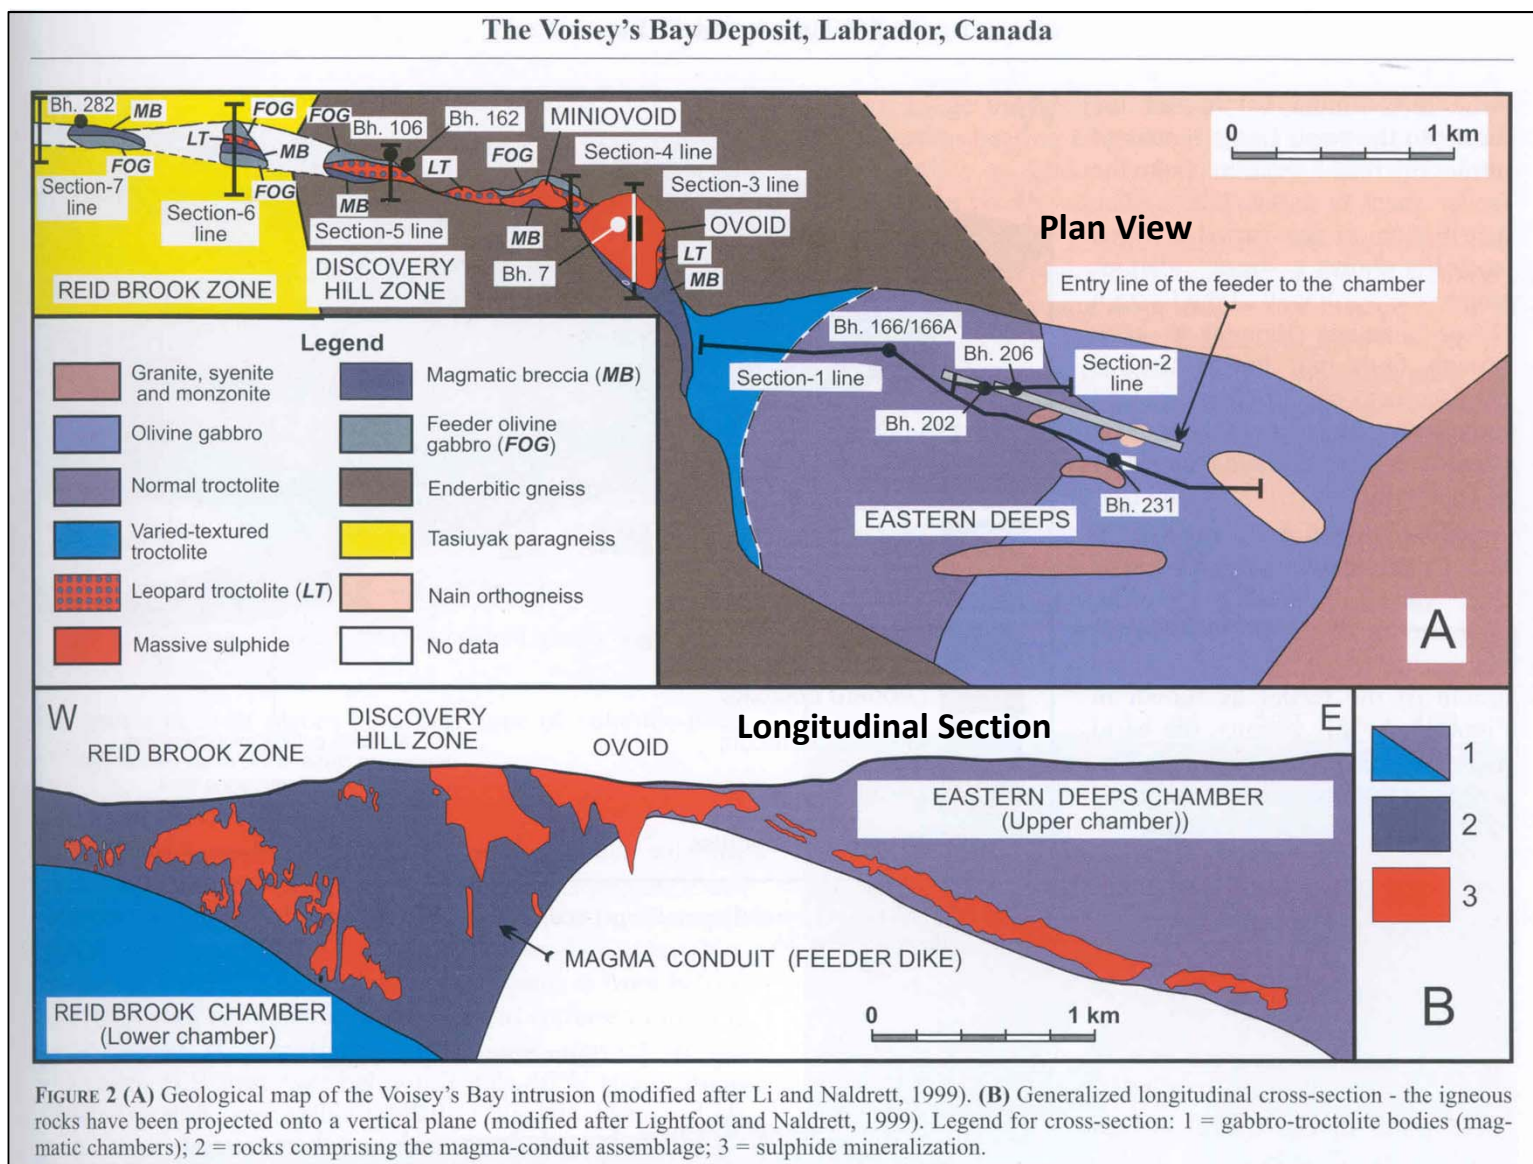 The Voisey's Bay Deposit, Labrador, Canada
Bh. 282
MB
FOG
FOG
LT
MB
FOG
Section-7
line
Section-6
line
REID BROOK ZONE
FOG
Bh. 106
Bh. 162
LT
MB
Section-5 line
DISCOVERY
HILL ZONE
MINIOVOID
FOG
Section-4 line
Section-3 line
MB
OVOID
LT
Bh. 7
MB
0 1 km
Plan View
Entry line of the feeder to the chamber
Bh. 166/166A
Bh. 206
Section-1 line
Section-2
line
Bh. 202
Bh. 231
EASTERN DEEPS
A
Legend
Granite, syenite
and monzonite
Olivine gabbro
Normal troctolite
Varied-textured
troctolite
Leopard troctolite (LT)
Massive sulphide
Magmatic breccia (MB)
Feeder olivine
gabbro (FOG)
Enderbitic gneiss
Tasiuyak paragneiss
Nain orthogneiss
No data
W
REID BROOK ZONE
DISCOVERY
HILL ZONE
OVOID
Longitudinal Section
E
EASTERN DEEPS CHAMBER
(Upper chamber))
MAGMA CONDUIT (FEEDER DIKE)
REID BROOK CHAMBER
(Lower chamber)
0 1 km
1
2
3
B
FIGURE 2 (A) Geological map of the Voisey's Bay intrusion (modified after Li and Naldrett, 1999). (B) Generalized longitudinal cross-section - the igneous
rocks have been projected onto a vertical plane (modified after Lightfoot and Naldrett, 1999). Legend for cross-section: 1 = gabbro-troctolite bodies (mag-
matic chambers); 2 = rocks comprising the magma-conduit assemblage; 3 = sulphide mineralization.